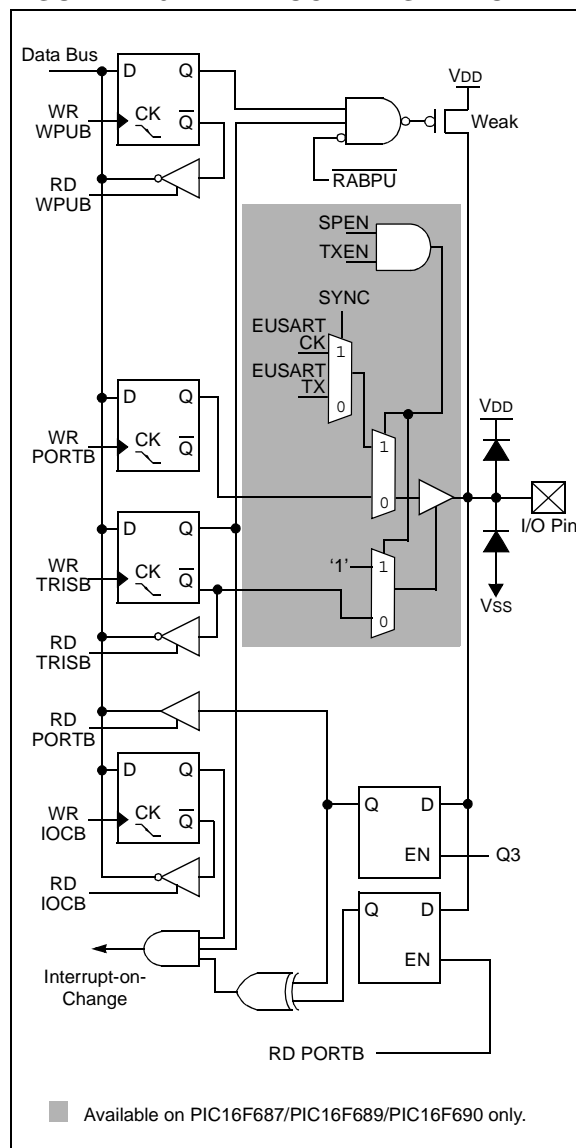 Data Bus
D Q
WR
WPUB
CK
Q
RD
WPUB
VDD
Weak
RABPU
SPEN
TXEN
SYNC
EUSART
CK
EUSART
TX
1
0
D Q
WR
PORTB
CK
Q
1
0
VDD
I/O Pin
VSS
D Q
WR
TRISB
CK
Q
'1'
1
0
RD
TRISB
RD
PORTB
D Q
WR
IOCB
CK
Q
RD
IOCB
Q D
EN
Q3
Q D
EN
Interrupt-on-
Change
RD PORTB
Available on PIC16F687/PIC16F689/PIC16F690 only.